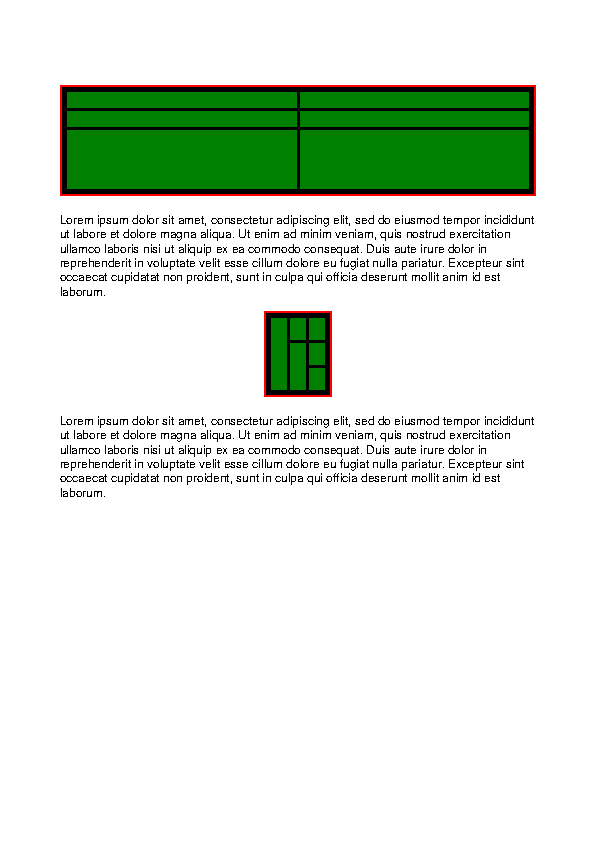 Lorem ipsum dolor sit amet, consectetur adipiscing elit, sed do eiusmod tempor incididunt
ut labore et dolore magna aliqua. Ut enim ad minim veniam, quis nostrud exercitation
ullamco laboris nisi ut aliquip ex ea commodo consequat. Duis aute irure dolor in
reprehenderit in voluptate velit esse cillum dolore eu fugiat nulla pariatur. Excepteur sint
occaecat cupidatat non proident, sunt in culpa qui officia deserunt mollit anim id est
laborum.
Lorem ipsum dolor sit amet, consectetur adipiscing elit, sed do eiusmod tempor incididunt
ut labore et dolore magna aliqua. Ut enim ad minim veniam, quis nostrud exercitation
ullamco laboris nisi ut aliquip ex ea commodo consequat. Duis aute irure dolor in
reprehenderit in voluptate velit esse cillum dolore eu fugiat nulla pariatur. Excepteur sint
occaecat cupidatat non proident, sunt in culpa qui officia deserunt mollit anim id est
laborum.